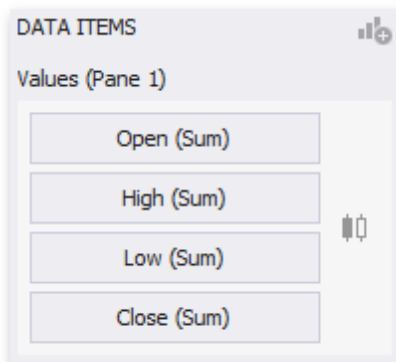 DATA ITEMS
Values (Pane 1)
Open (Sum)
High (Sum)
Low (Sum)
Close (Sum)